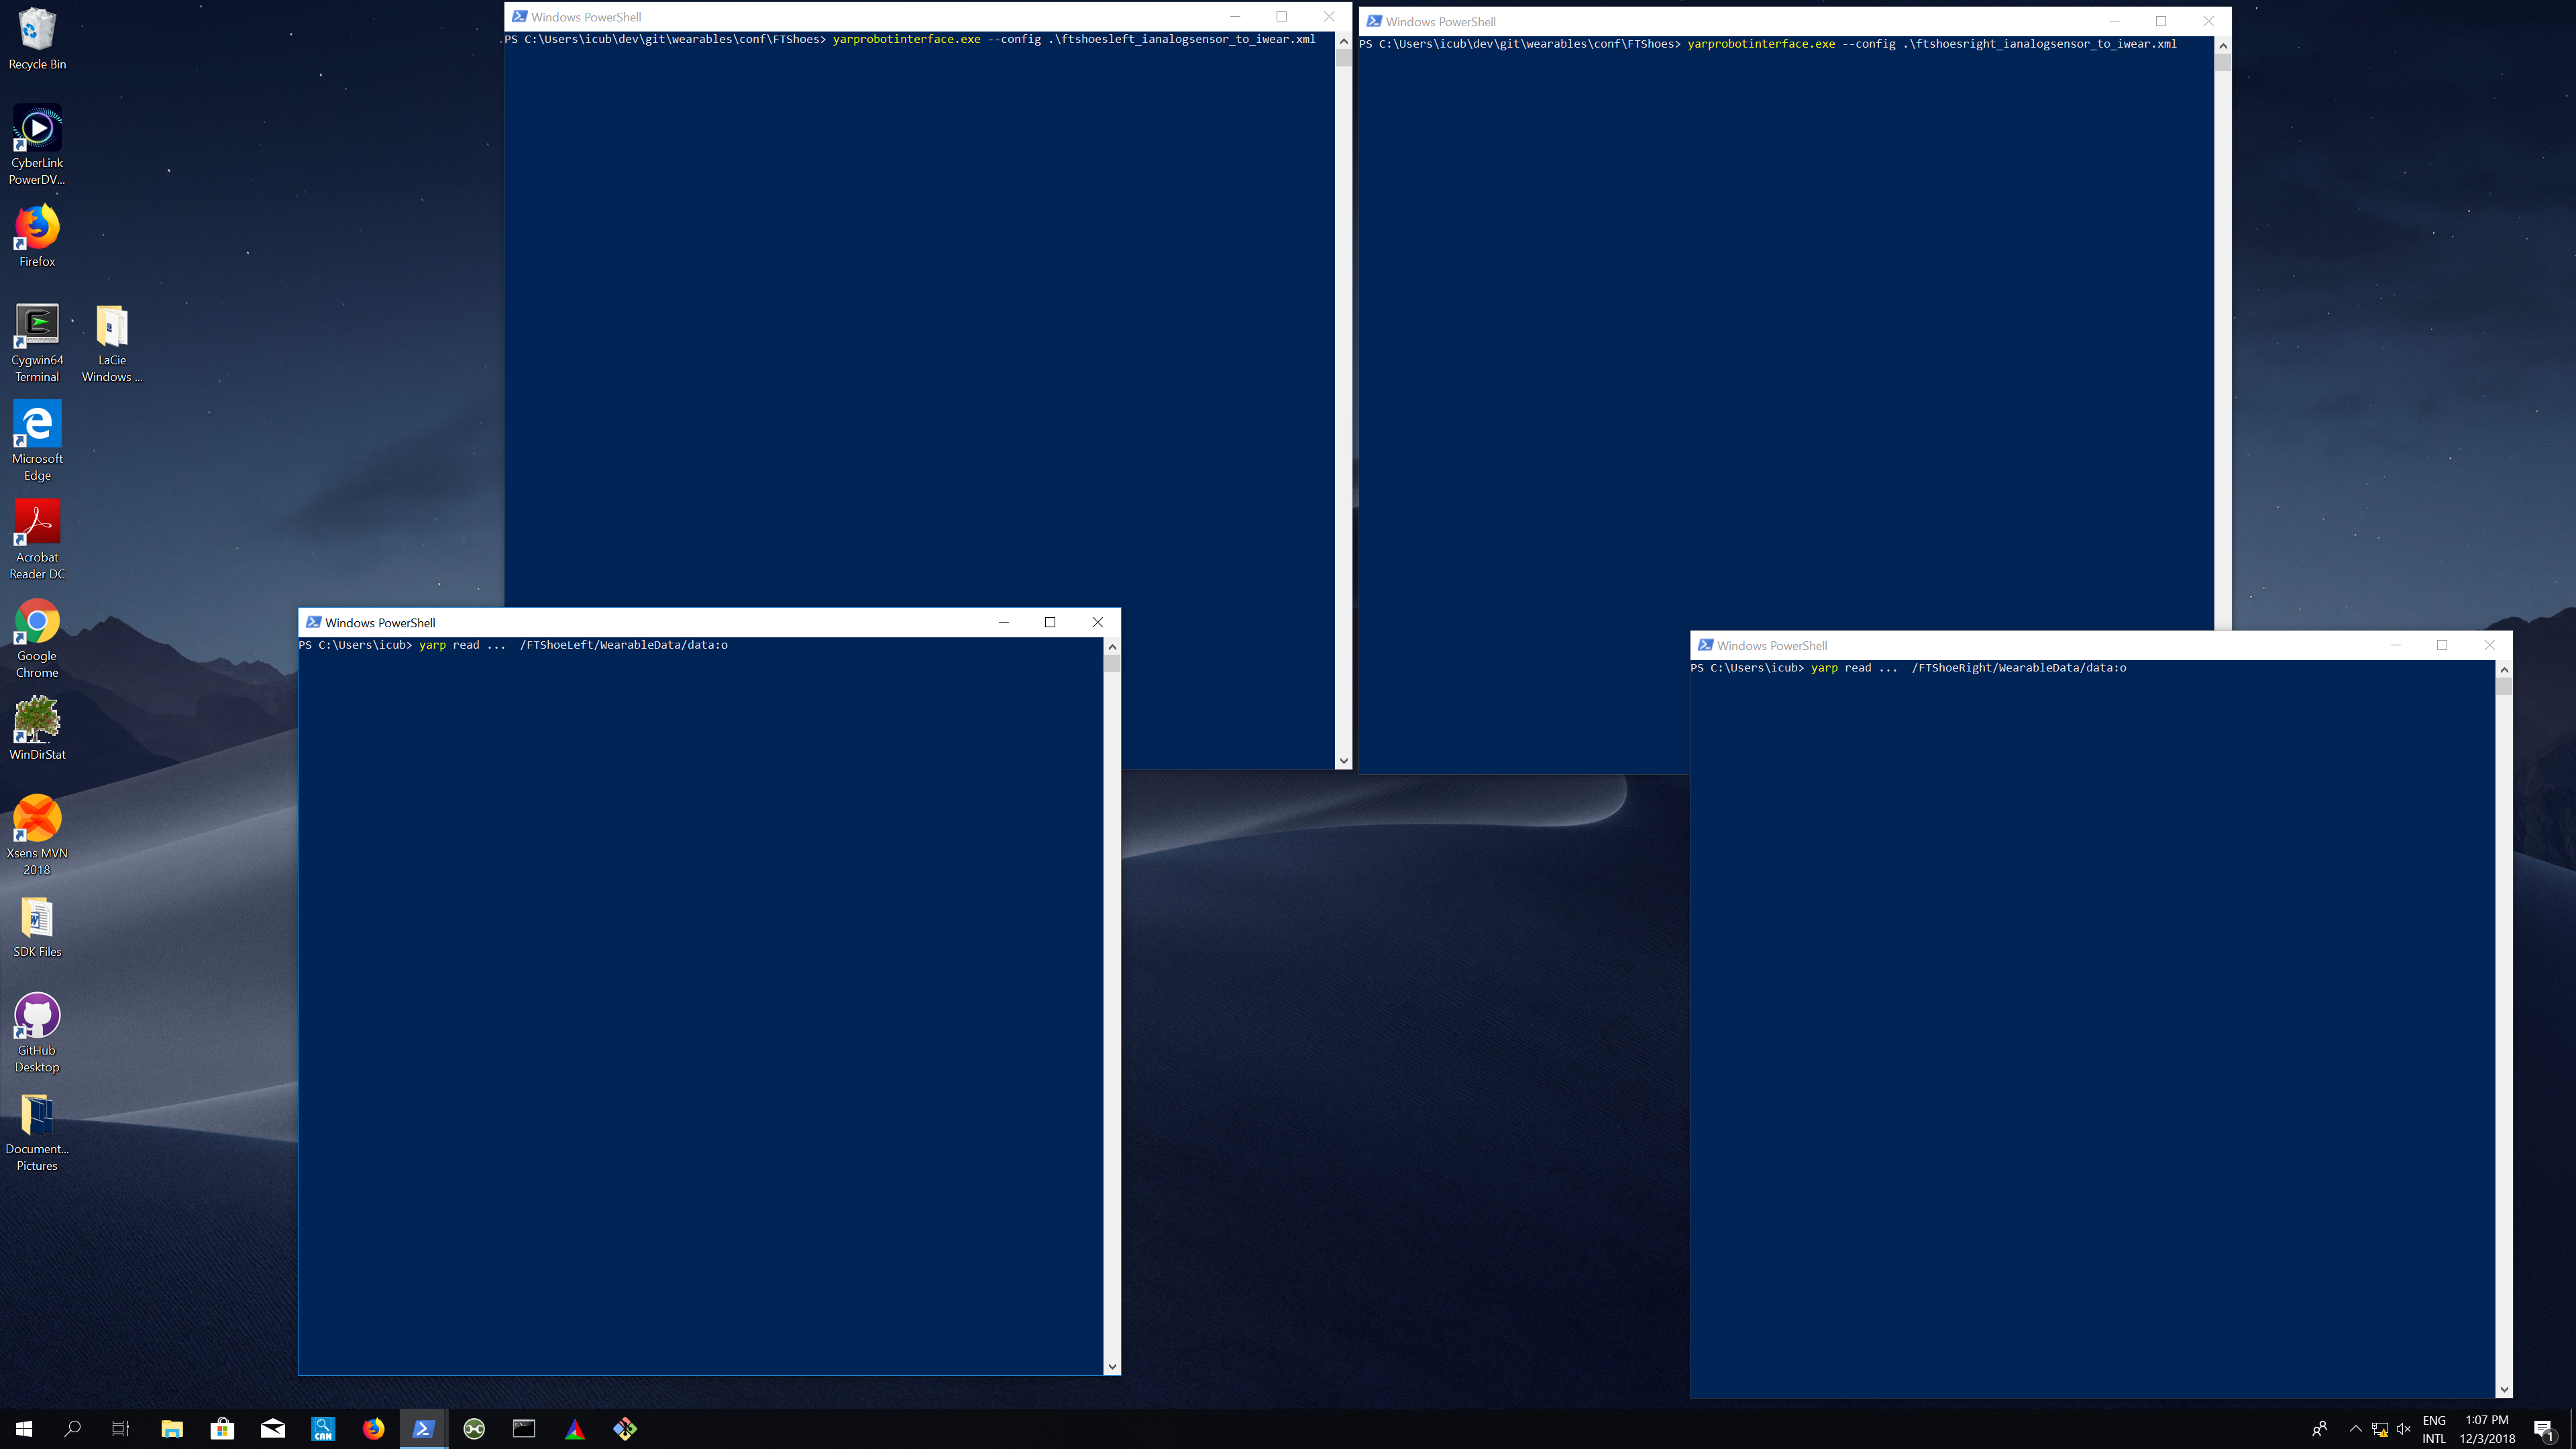 Recycle Bin
CyberLink
PowerDV...
Firefox
Cygwin64
Terminal
LaCie
Windows ...
Microsoft
Edge
Acrobat
Reader DC
Google
Chrome
WinDirStat
Xsens MVN
2018
SDK Files
GitHub
Desktop
Document...
Pictures
Windows PowerShell
PS C:\Users\icub\dev\git\wearables\conf\FTShoes> yarprobotinterface.exe --config .\ftshoesleft_ianalogsensor_to_iwear.xml
Windows PowerShell
PS C:\Users\icub\dev\git\wearables\conf\FTShoes> yarprobotinterface.exe --config .\ftshoesright_ianalogsensor_to_iwear.xml
Windows PowerShell
PS C:\Users\icub> yarp read ...  /FTShoeLeft/WearableData/data:o
Windows PowerShell
PS C:\Users\icub> yarp read ...  /FTShoeRight/WearableData/data:o
CAN
ENG
INTL
1:07 PM
12/3/2018
1